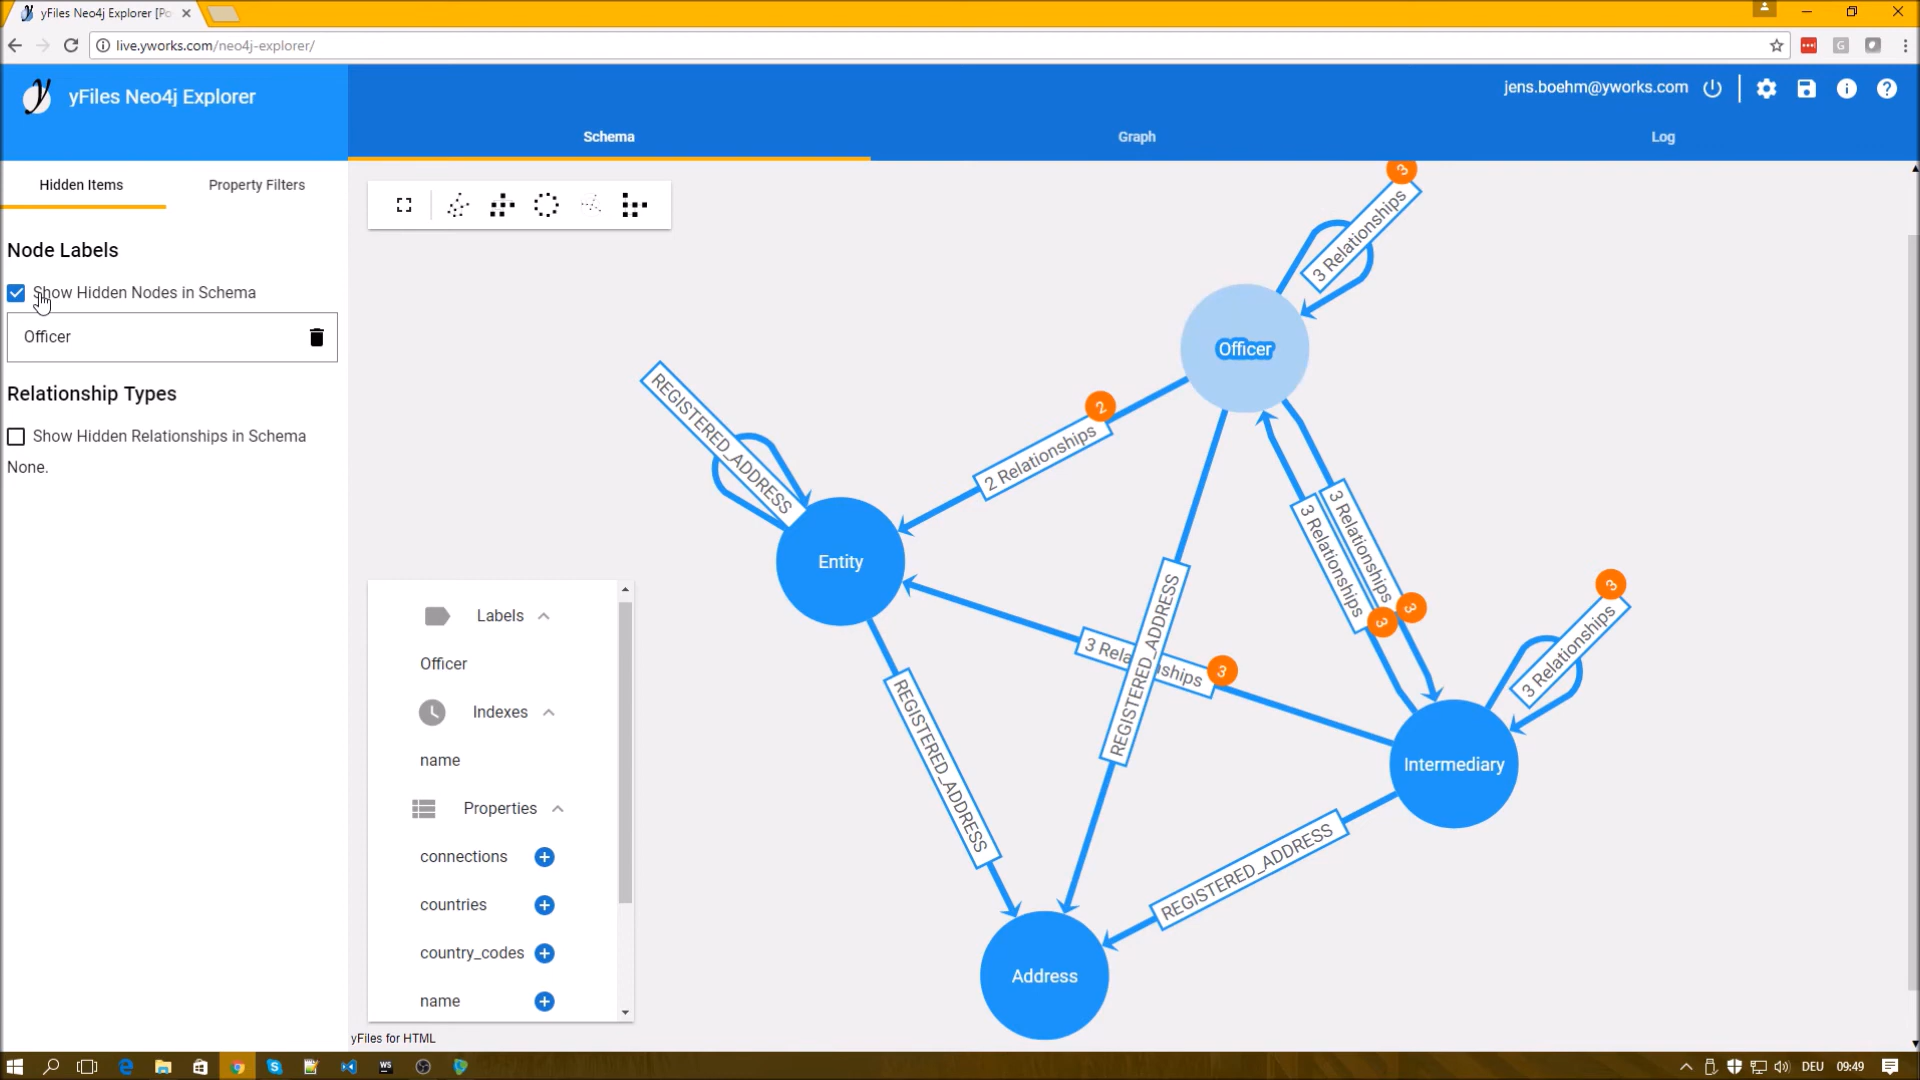 yFiles Neo4j Explorer [Po
live.yworks.com/neo4j-explorer/
yFiles Neo4j Explorer
jens.boehm@yworks.com
Schema
Graph
Log
Hidden Items
Property Filters
Node Labels
Show Hidden Nodes in Schema
Officer
Relationship Types
Show Hidden Relationships in Schema
None.
3
3 Relationships
Officer
2
2 Relationships
REGISTERED_ADDRESS
Entity
3 Relationships
3
3 Relationships
3
3 Relationships
3
3 Rela
ships
3
REGISTERED_ADDRESS
REGISTERED_ADDRESS
Intermediary
REGISTERED_ADDRESS
Address
Labels
Officer
Indexes
name
Properties
connections
countries
country_codes
name
yFiles for HTML
WS
DEU
09:49